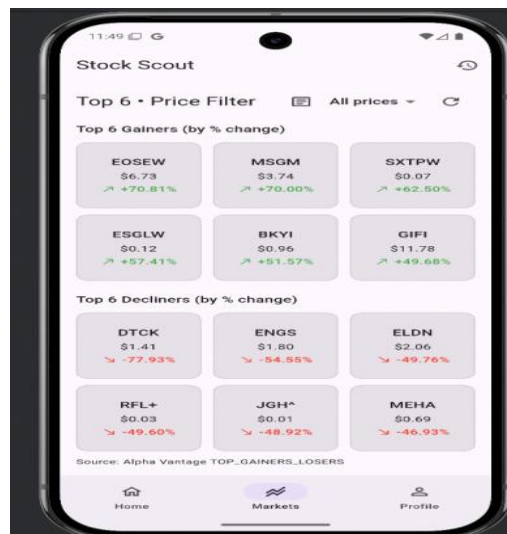 11:49 G
Stock Scout
Top 6 • Price Filter All prices
Top 6 Gainers (by % change)
EOSEW MSGM SXTPW
$6.73 $3.74 $0.07
+70.81% +70.00% +62.50%
ESGLW BKYI GIFI
$0.12 $0.96 $11.78
+57.41% +51.57% +49.68%
Top 6 Decliners (by % change)
DTCK ENGS ELDN
$1.41 $1.80 $2.06
-77.93% -54.55% -49.76%
RFL+ JGH^ MEHA
$0.03 $0.01 $0.69
-49.60% -48.92% -46.93%
Source: Alpha Vantage TOP_GAINERS_LOSERS
Home Markets Profile